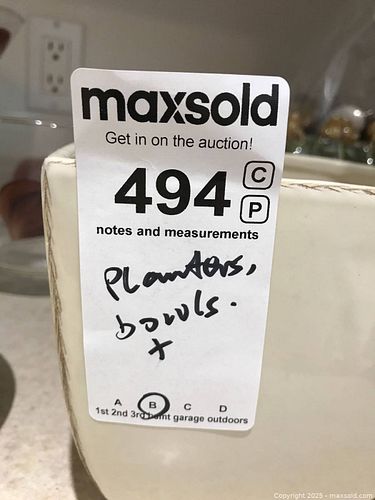 maxsold
Get in on the auction!
494 C
P
notes and measurements
Planters,
bowls.
+
A B C D
1st 2nd 3rd bsmt garage outdoors
Copyright 2025 - maxsold.com